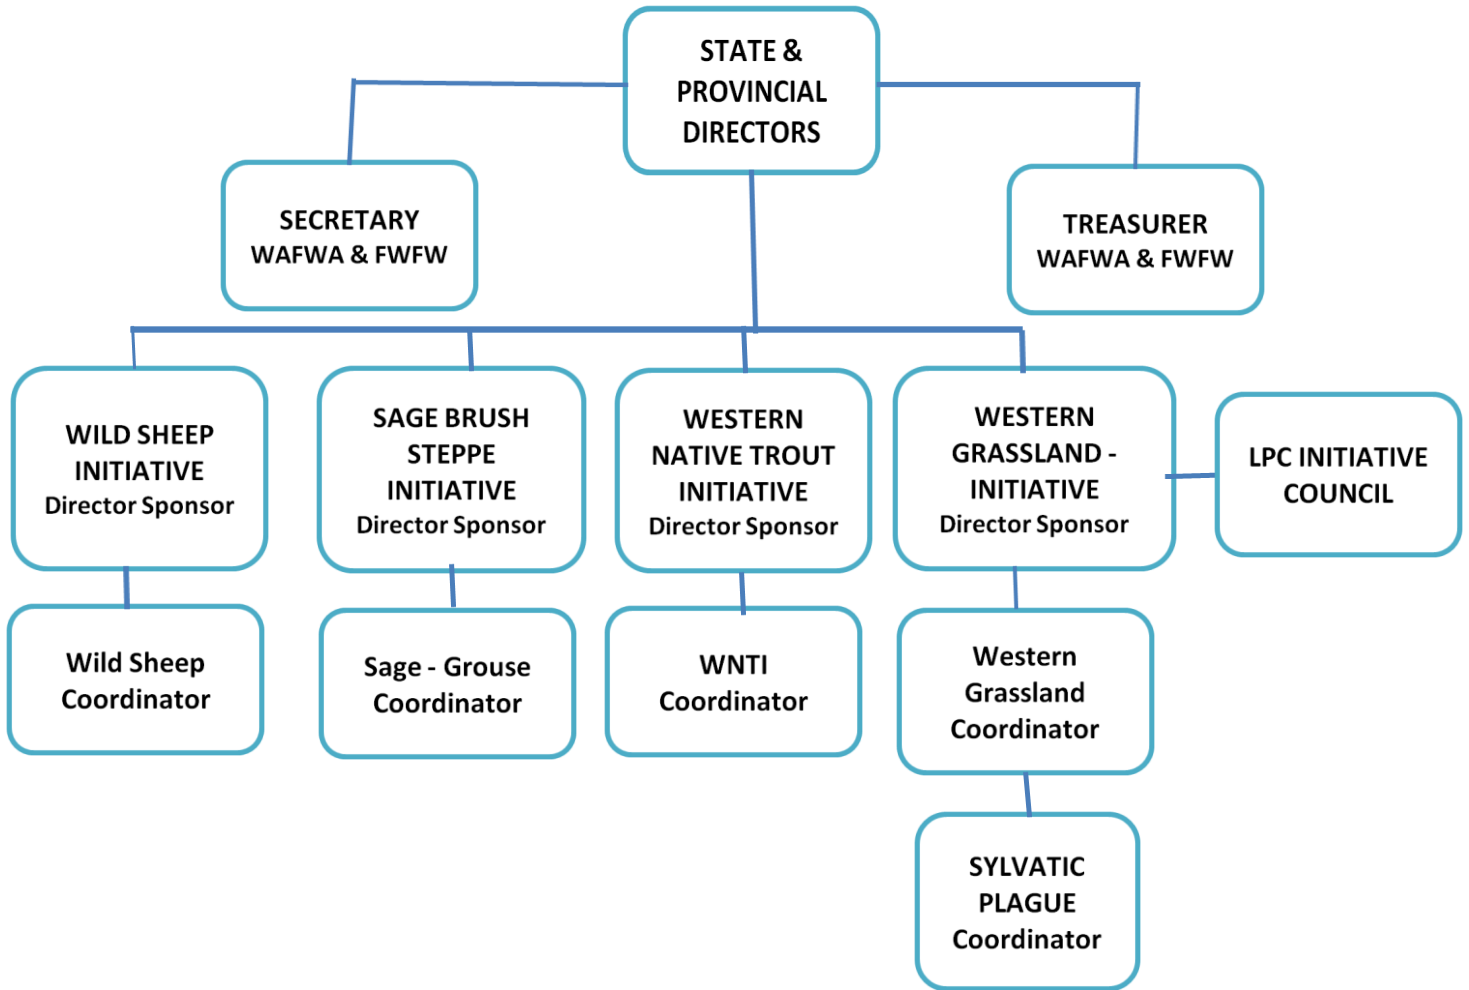 STATE &
PROVINCIAL
DIRECTORS
SECRETARY
WAFWA & FWFW
TREASURER
WAFWA & FWFW
WILD SHEEP
INITIATIVE
Director Sponsor
SAGE BRUSH
STEPPE
INITIATIVE
Director Sponsor
WESTERN
NATIVE TROUT
INITIATIVE
Director Sponsor
WESTERN
GRASSLAND -
INITIATIVE
Director Sponsor
LPC INITIATIVE
COUNCIL
Wild Sheep
Coordinator
Sage - Grouse
Coordinator
WNTI
Coordinator
Western
Grassland
Coordinator
SYLVATIC
PLAGUE
Coordinator